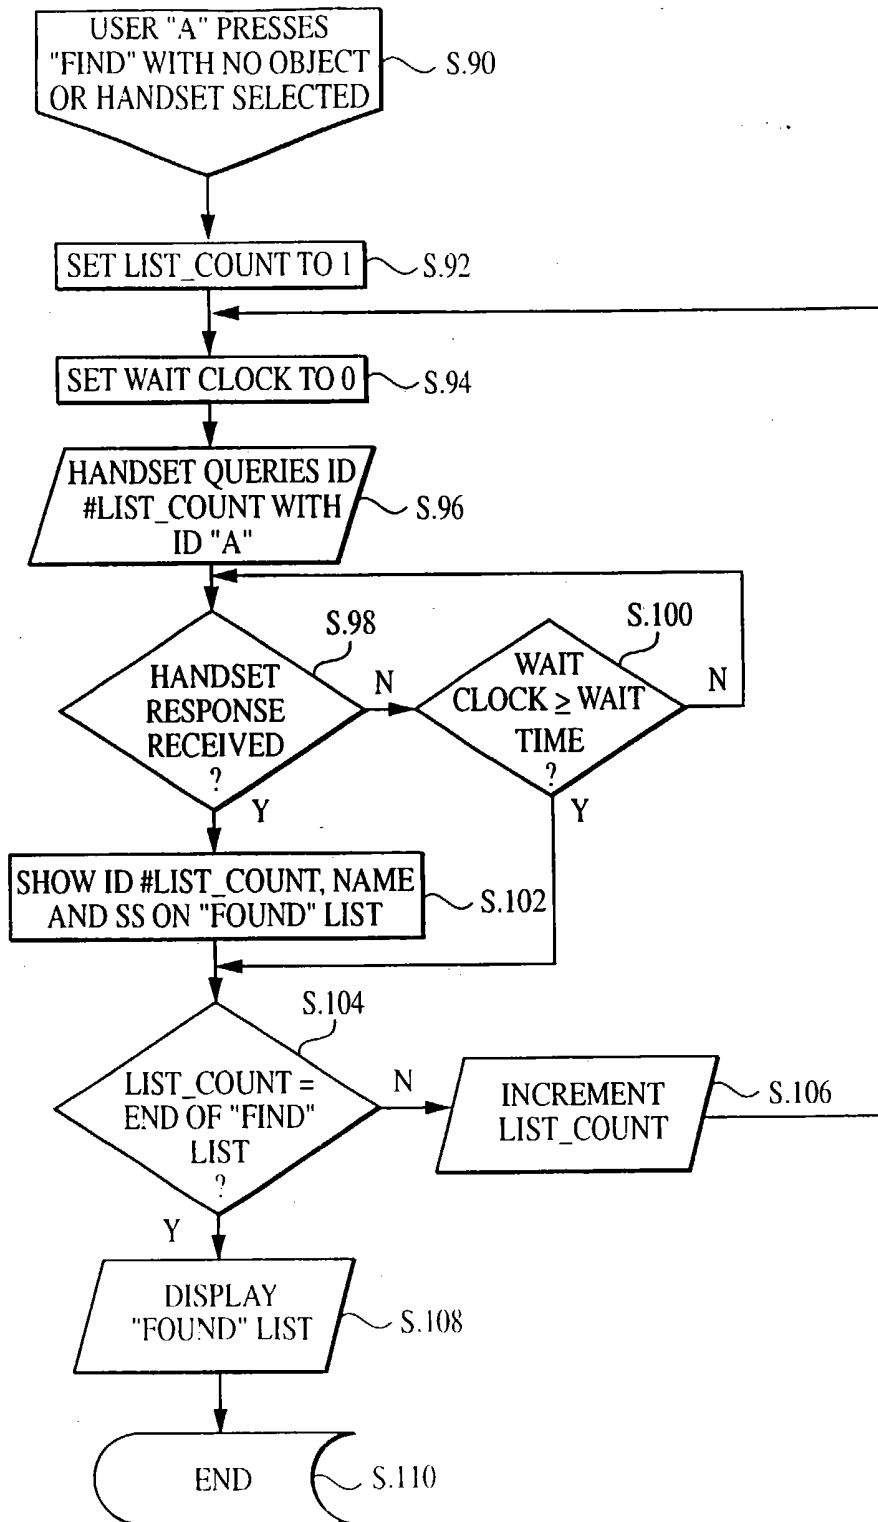 USER "A" PRESSES
"FIND" WITH NO OBJECT
OR HANDSET SELECTED
S.90
SET LIST_COUNT TO 1
S.92
SET WAIT CLOCK TO 0
S.94
HANDSET QUERIES ID
#LIST_COUNT WITH
ID "A"
S.96
HANDSET
RESPONSE
RECEIVED
?
S.98
N
Y
WAIT
CLOCK ≥ WAIT
TIME
?
S.100
N
Y
SHOW ID #LIST_COUNT, NAME
AND SS ON "FOUND" LIST
S.102
LIST_COUNT =
END OF "FIND"
LIST
?
S.104
N
Y
INCREMENT
LIST_COUNT
S.106
DISPLAY
"FOUND" LIST
S.108
END
S.110